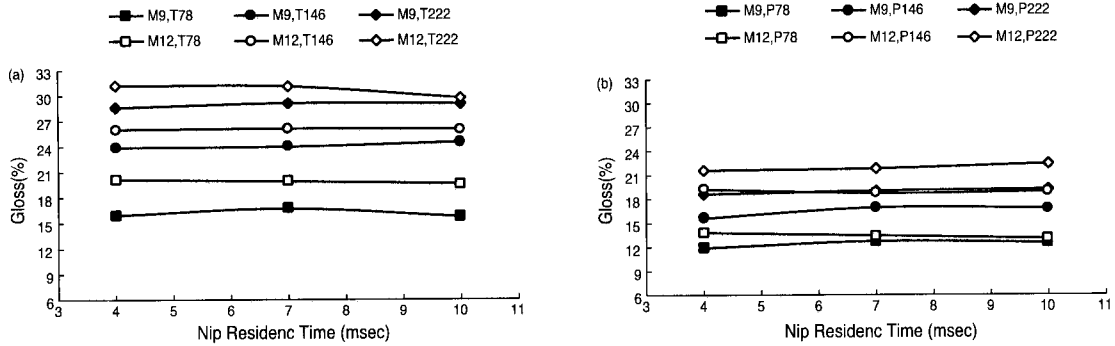 M9,T78 M9,T146 M9,T222
M12,T78 M12,T146 M12,T222
(a)
Gloss(%)
33
30
27
24
21
18
15
12
9
6
3 4 5 6 7 8 9 10 11
Nip Residenc Time (msec)
M9,P78 M9,P146 M9,P222
M12,P78 M12,P146 M12,P222
(b)
Gloss(%)
33
30
27
24
21
18
15
12
9
6
3 4 5 6 7 8 9 10 11
Nip Residenc Time (msec)